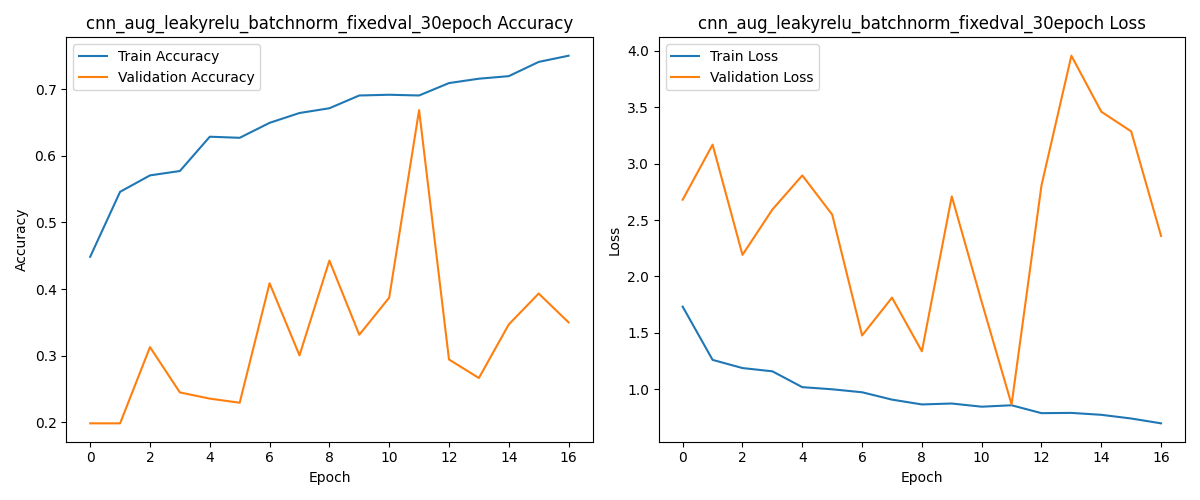 cnn_aug_leakyrelu_batchnorm_fixedval_30epoch Accuracy
Train Accuracy
Validation Accuracy
0.7
0.6
0.5
0.4
0.3
0.2
Accuracy
0 2 4 6 8 10 12 14 16
Epoch
cnn_aug_leakyrelu_batchnorm_fixedval_30epoch Loss
Train Loss
Validation Loss
4.0
3.5
3.0
2.5
2.0
1.5
1.0
Loss
0 2 4 6 8 10 12 14 16
Epoch